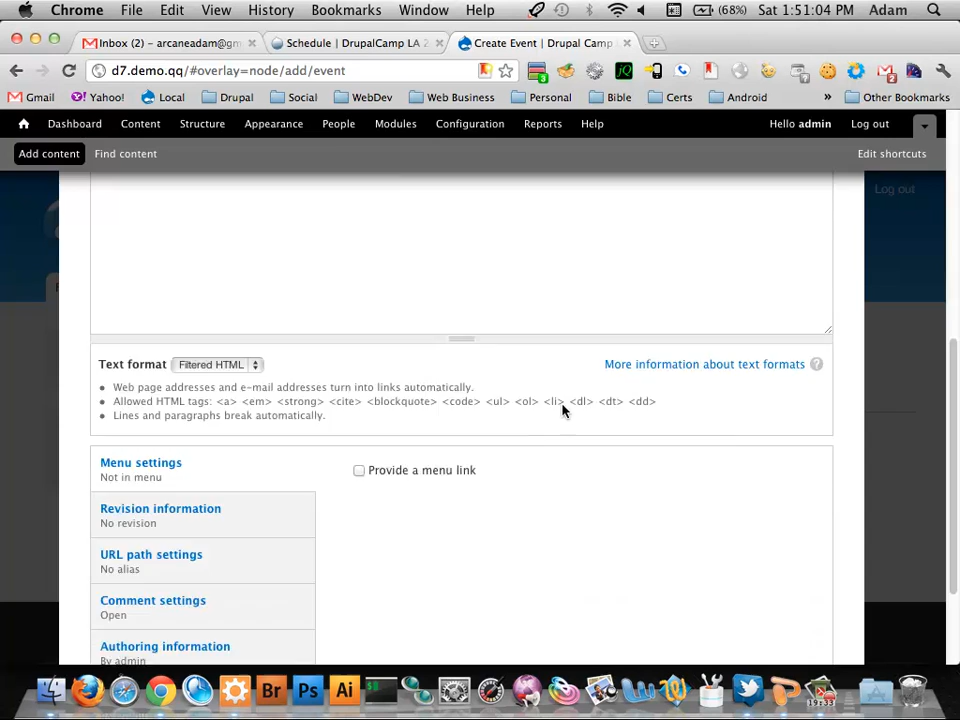 Chrome File Edit View History Bookmarks Window Help (68%) Sat 1:51:04 PM Adam
Inbox (2) - arcaneadam@gm Schedule | DrupalCamp LA 2 Create Event | Drupal Camp
d7.demo.qq/#overlay=node/add/event
Gmail Yahoo! Local Drupal Social WebDev Web Business Personal Bible Certs Android » Other Bookmarks
Dashboard Content Structure Appearance People Modules Configuration Reports Help Hello admin Log out
Add content Find content Edit shortcuts
Log out
Text format Filtered HTML More information about text formats ?
Web page addresses and e-mail addresses turn into links automatically.
Allowed HTML tags: <a> <em> <strong> <cite> <blockquote> <code> <ul> <ol> <li> <dl> <dt> <dd>
Lines and paragraphs break automatically.
Menu settings
Not in menu
Provide a menu link
Revision information
No revision
URL path settings
No alias
Comment settings
Open
Authoring information
By admin
Br Ps Ai
19:33